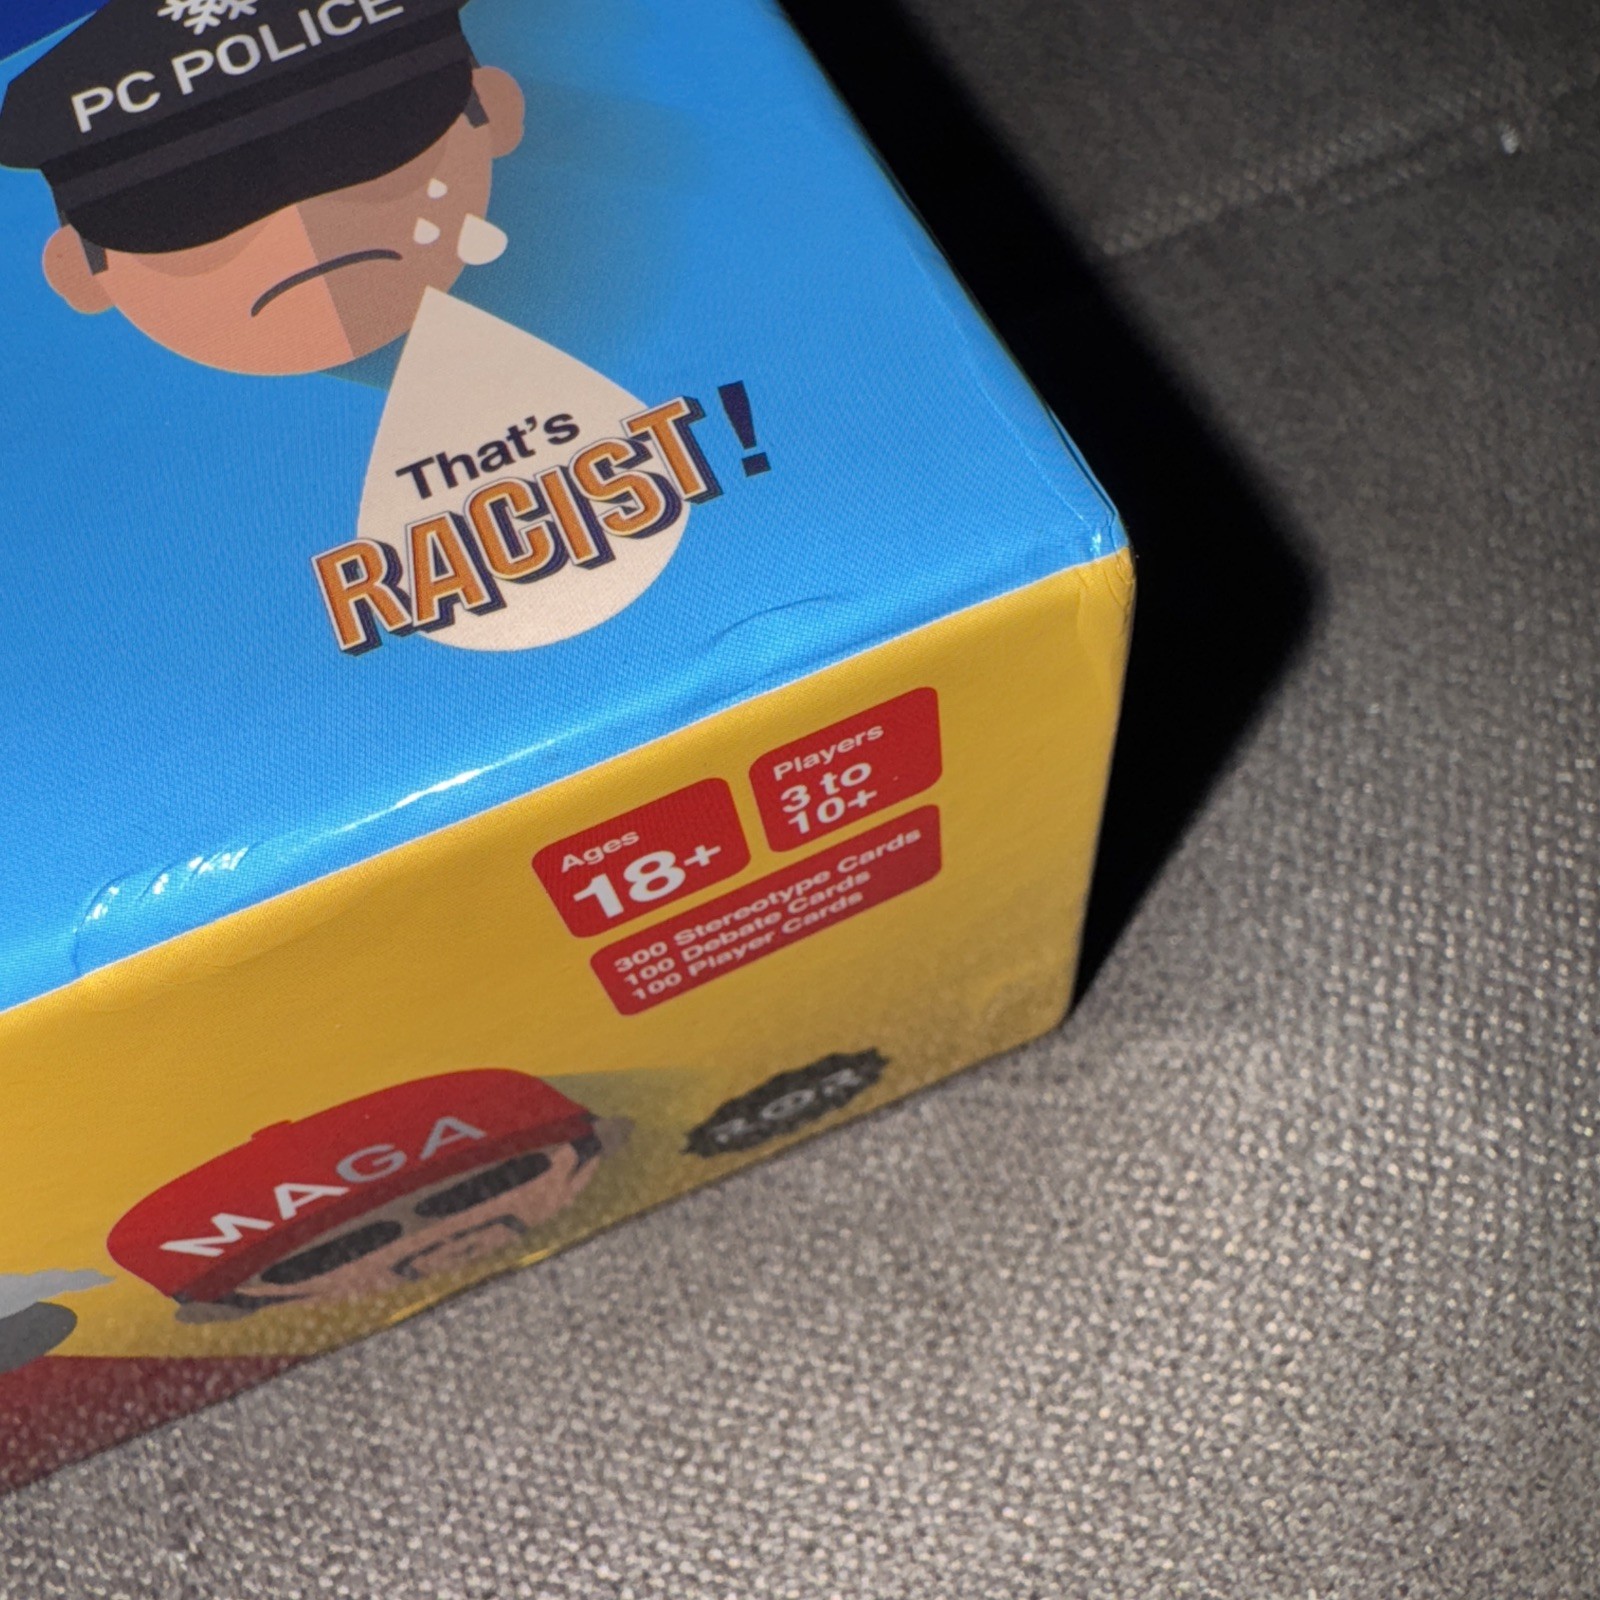 PC POLICE
That's
RACIST!
Ages
18+
Players
3 to
10+
300 Stereotype Cards
100 Debate Cards
100 Player Cards
MAGA